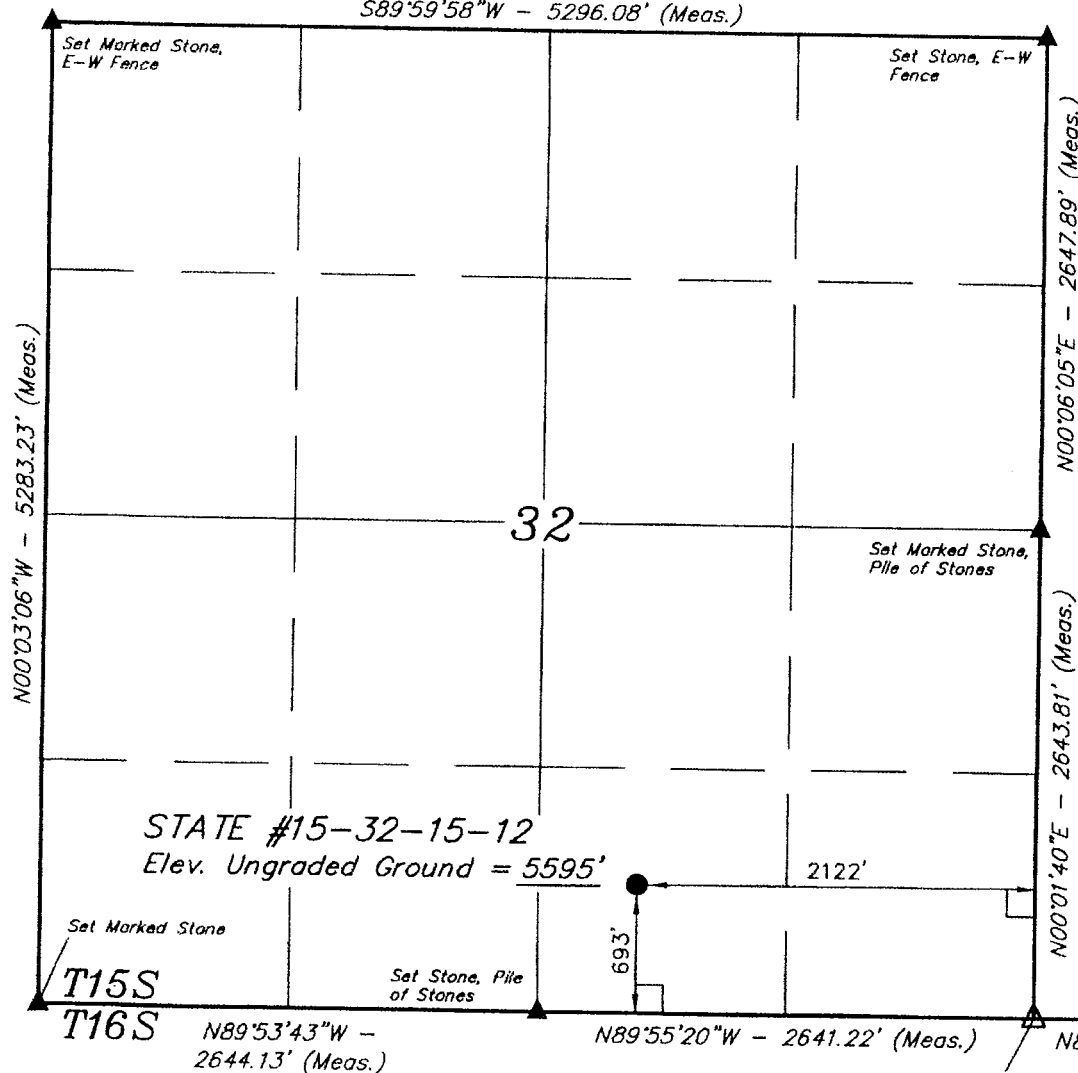 S89°59'58"W - 5296.08' (Meas.)
Set Marked Stone,
E-W Fence
Set Stone, E-W
Fence
N00°06'05"E - 2647.89' (Meas.)
N00°03'06"W - 5283.23' (Meas.)
32
Set Marked Stone,
Pile of Stones
N00°01'40"E - 2643.81' (Meas.)
STATE #15-32-15-12
Elev. Ungraded Ground = 5595'
2122'
693'
Set Marked Stone
T15S
Set Stone, Pile
of Stones
T16S
N89°53'43"W -
2644.13' (Meas.)
N89°55'20"W - 2641.22' (Meas.)